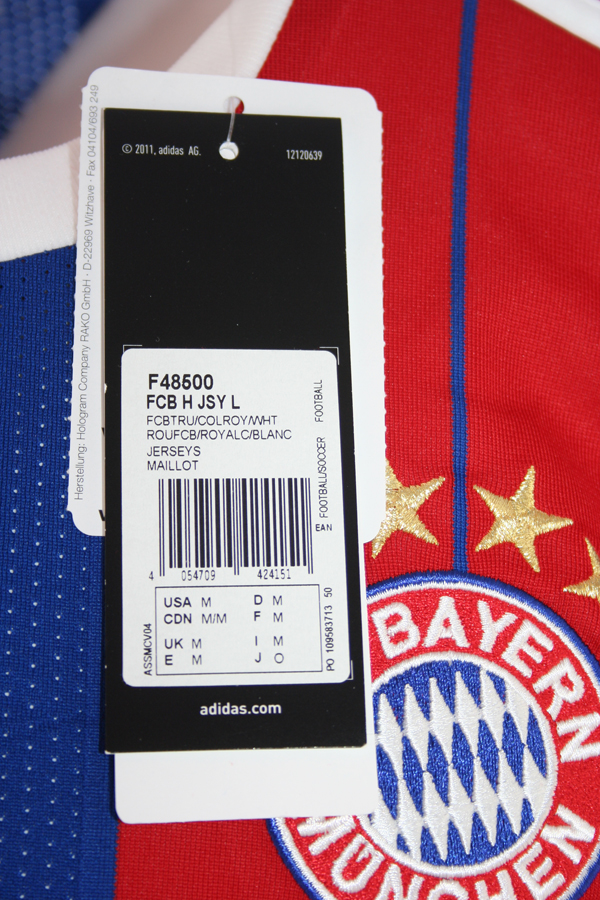 © 2011, adidas AG.
12120639
Herstellung: Hologram Company RAKO GmbH · D-22969 Witzhave · Fax 04104/693 249
F48500
FCB H JSY L
FCBTRU/COLROY/WHT
ROUFCB/ROYALC/BLANC
JERSEYS
MAILLOT
FOOTBALL/SOCCER FOOTBALL
EAN
4 054709 424151
ASSMCV04
USA M D M
CDN M/M F M
UK M I M
E M J O
PO 109583713 50
adidas.com
BAYERN
MÜNCHEN